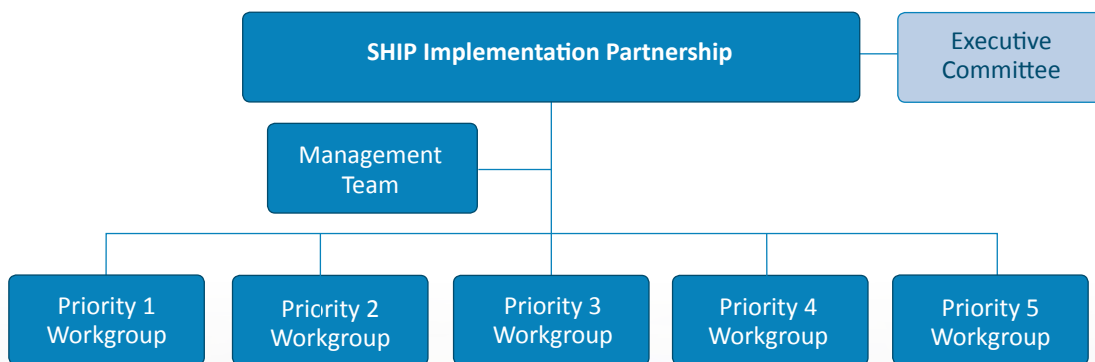 SHIP Implementation Partnership
Executive
Committee
Management
Team
Priority 1
Workgroup
Priority 2
Workgroup
Priority 3
Workgroup
Priority 4
Workgroup
Priority 5
Workgroup